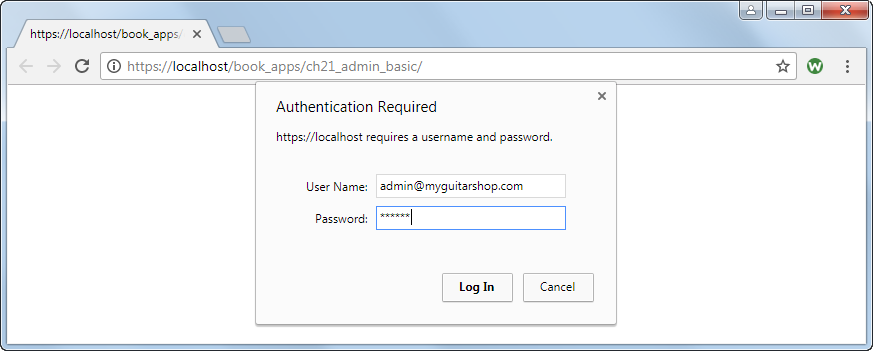 https://localhost/book_apps/
https://localhost/book_apps/ch21_admin_basic/
W
Authentication Required
https://localhost requires a username and password.
User Name: admin@myguitarshop.com
Password: ******
Log In Cancel